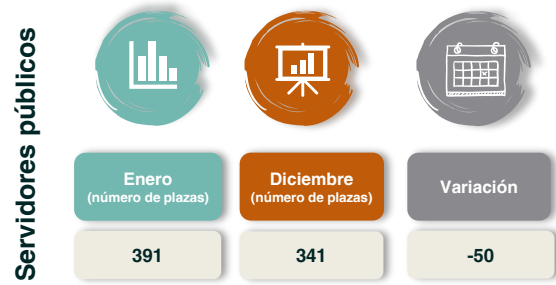 Servidores públicos
Enero
(número de plazas)
Diciembre
(número de plazas)
Variación
391
341
-50